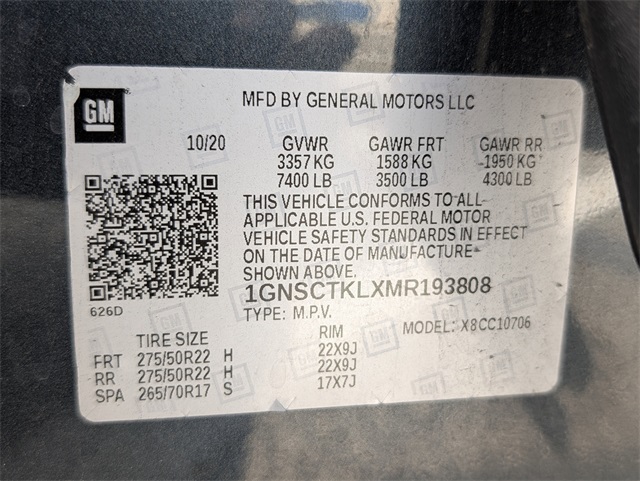 GM
MFD BY GENERAL MOTORS LLC
10/20 GVWR GAWR FRT GAWR RR
3357 KG 1588 KG 1950 KG
7400 LB 3500 LB 4300 LB
THIS VEHICLE CONFORMS TO ALL
APPLICABLE U.S. FEDERAL MOTOR
VEHICLE SAFETY STANDARDS IN EFFECT
ON THE DATE OF MANUFACTURE
SHOWN ABOVE.
1GNSCTKLXMR193808
626D
TYPE: M.P.V. MODEL: X8CC10706
TIRE SIZE RIM
FRT 275/50R22 H 22X9J
RR 275/50R22 H 22X9J
SPA 265/70R17 S 17X7J